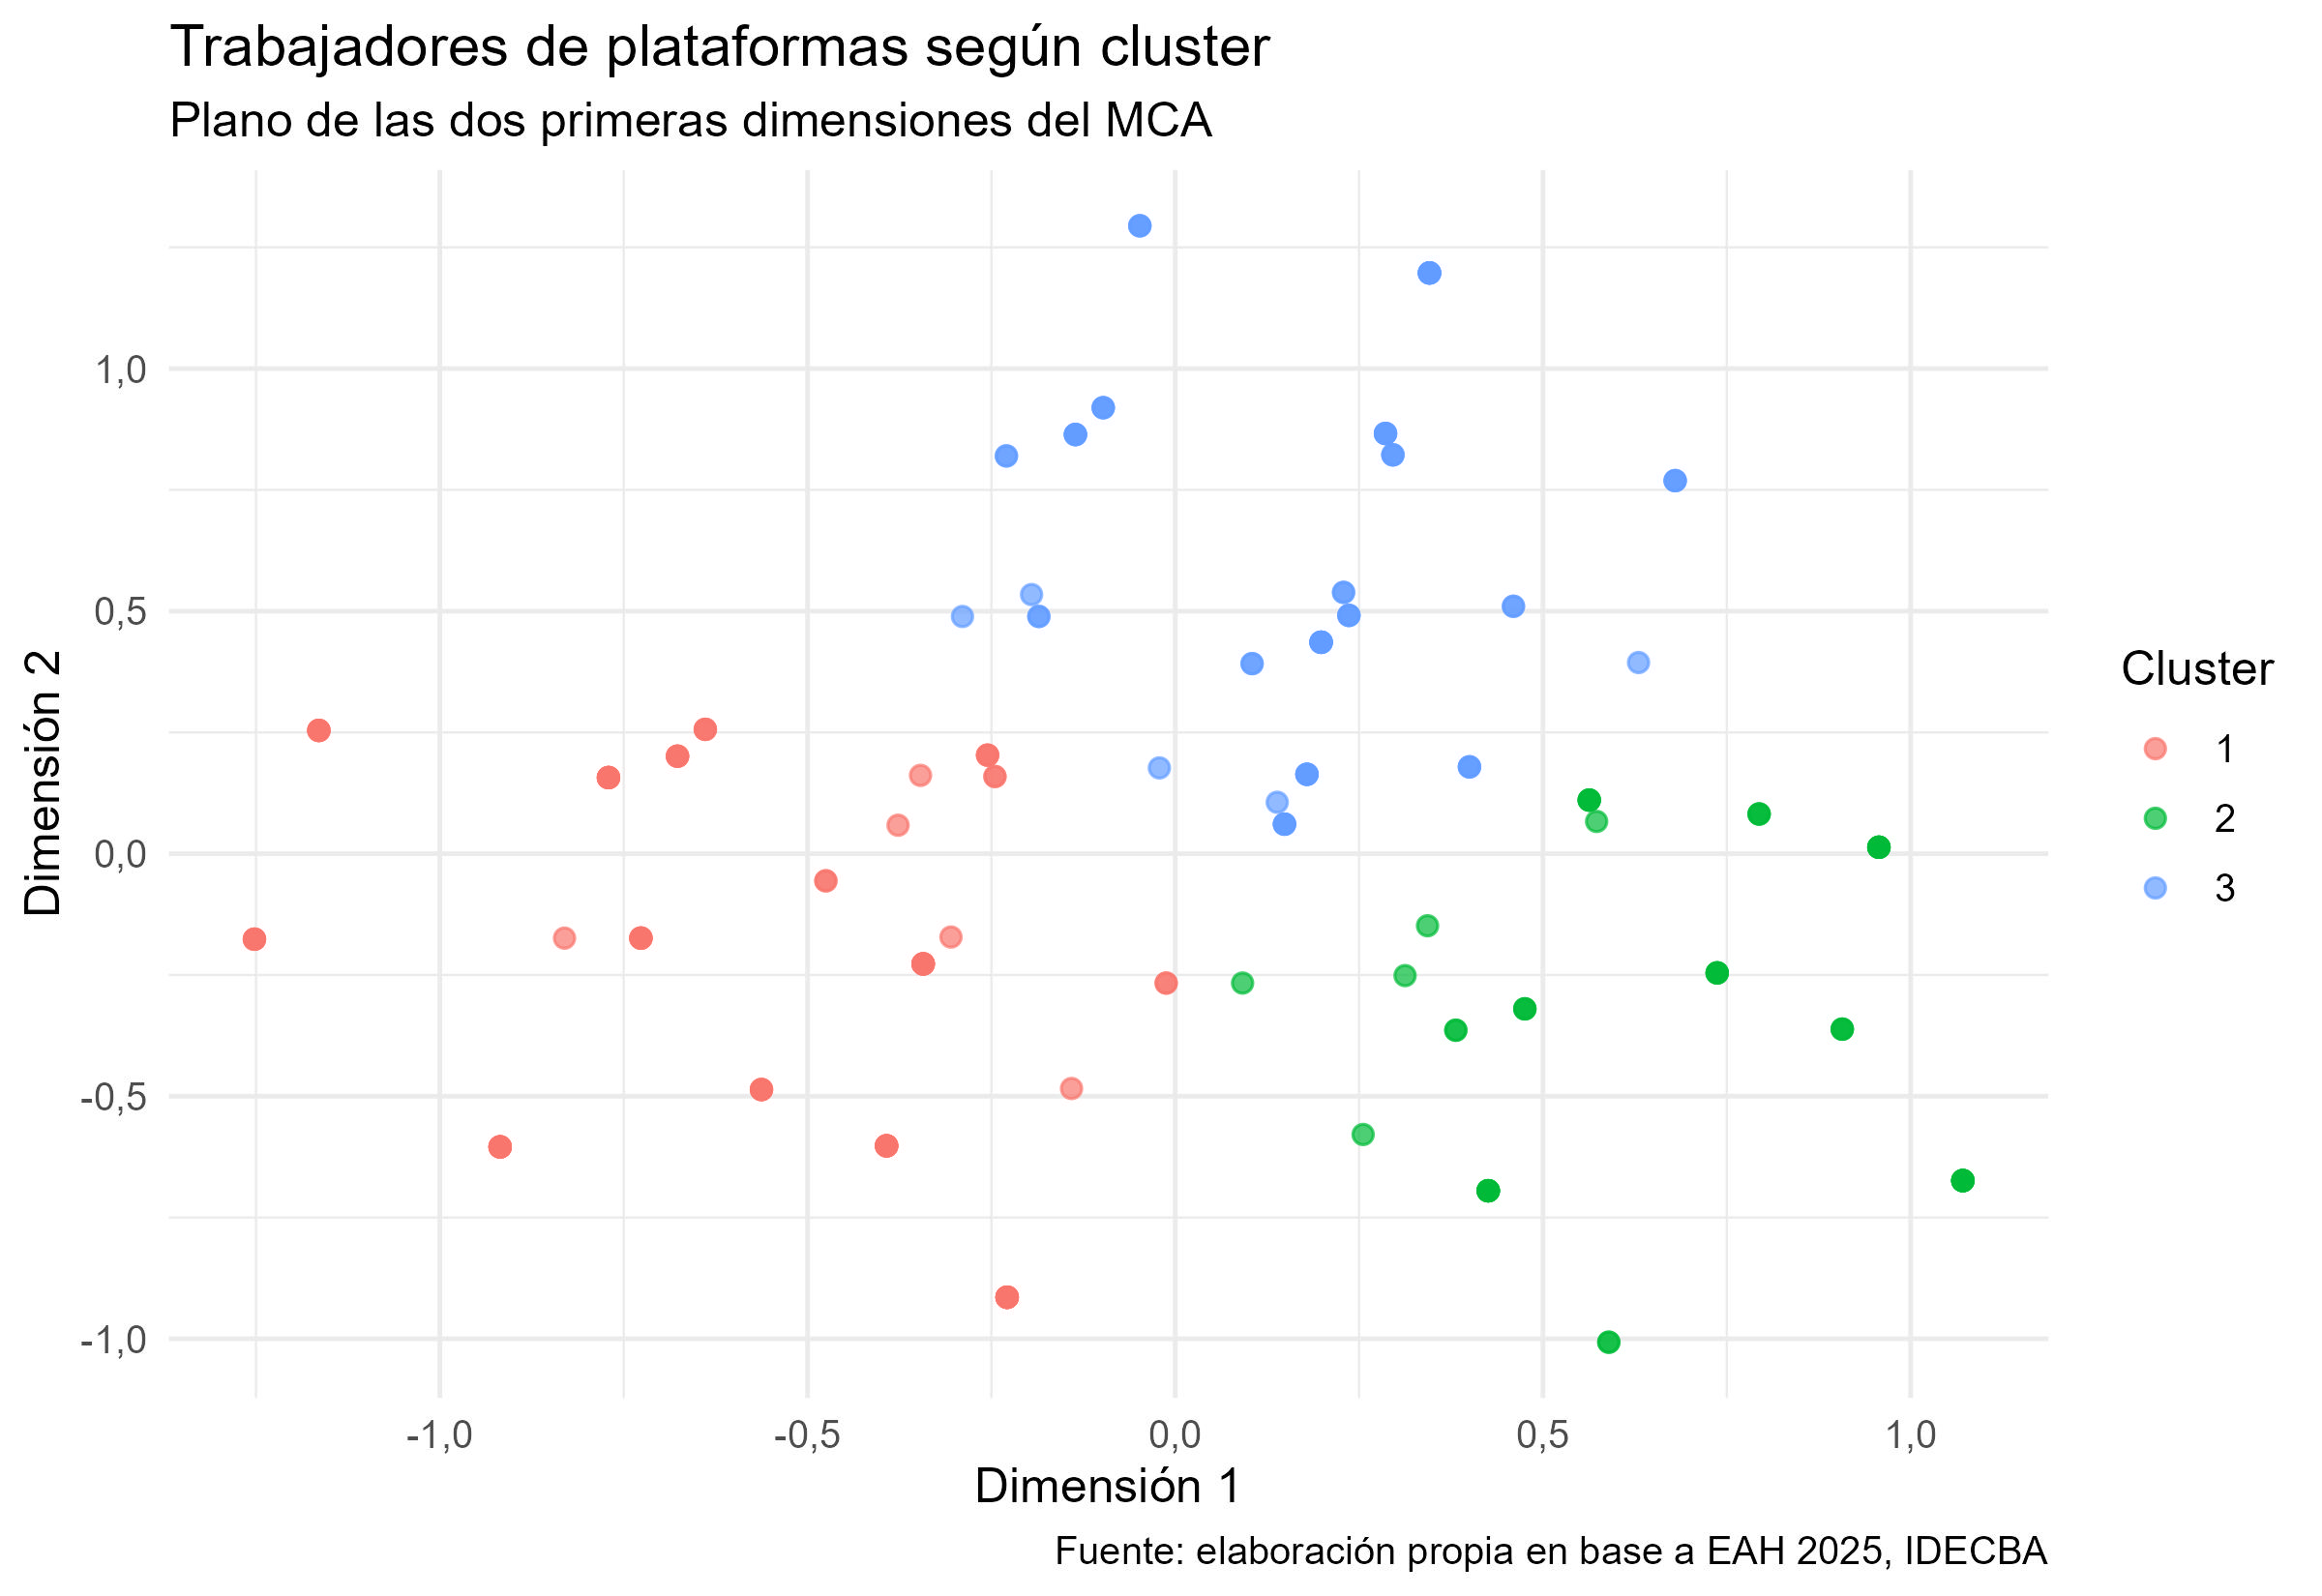 Trabajadores de plataformas según cluster
Plano de las dos primeras dimensiones del MCA
1,0
0,5
0,0
-0,5
-1,0
Dimensión 2
-1,0
-0,5
0,0
0,5
1,0
Dimensión 1
Cluster
1
2
3
Fuente: elaboración propia en base a EAH 2025, IDECBA